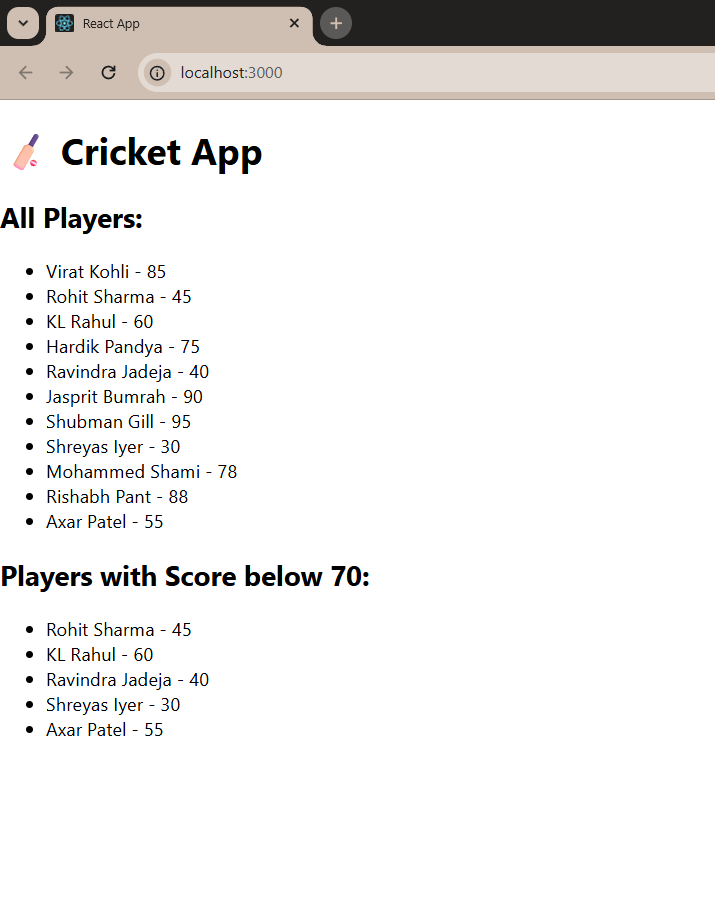 React App
localhost:3000
🏏 Cricket App
All Players:
• Virat Kohli - 85
• Rohit Sharma - 45
• KL Rahul - 60
• Hardik Pandya - 75
• Ravindra Jadeja - 40
• Jasprit Bumrah - 90
• Shubman Gill - 95
• Shreyas Iyer - 30
• Mohammed Shami - 78
• Rishabh Pant - 88
• Axar Patel - 55
Players with Score below 70:
• Rohit Sharma - 45
• KL Rahul - 60
• Ravindra Jadeja - 40
• Shreyas Iyer - 30
• Axar Patel - 55